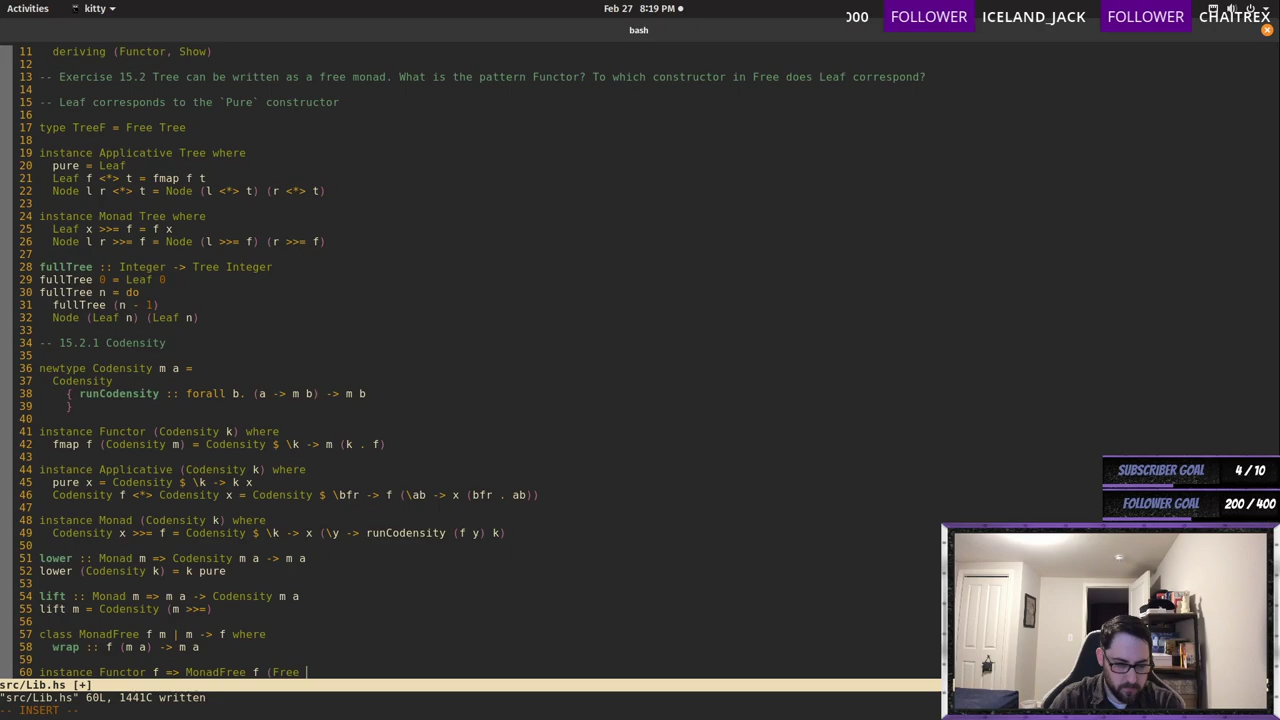 Activities kitty Feb 27 8:19 PM 000 FOLLOWER ICELAND_JACK FOLLOWER CHAITREX
bash
11 deriving (Functor, Show)
12
13 -- Exercise 15.2 Tree can be written as a free monad. What is the pattern Functor? To which constructor in Free does Leaf correspond?
14
15 -- Leaf corresponds to the `Pure` constructor
16
17 type TreeF = Free Tree
18
19 instance Applicative Tree where
20 pure = Leaf
21 Leaf f <*> t = fmap f t
22 Node l r <*> t = Node (l <*> t) (r <*> t)
23
24 instance Monad Tree where
25 Leaf x >>= f = f x
26 Node l r >>= f = Node (l >>= f) (r >>= f)
27
28 fullTree :: Integer -> Tree Integer
29 fullTree 0 = Leaf 0
30 fullTree n = do
31 fullTree (n - 1)
32 Node (Leaf n) (Leaf n)
33
34 -- 15.2.1 Codensity
35
36 newtype Codensity m a =
37 Codensity
38 { runCodensity :: forall b. (a -> m b) -> m b
39 }
40
41 instance Functor (Codensity k) where
42 fmap f (Codensity m) = Codensity $ \k -> m (k . f)
43
44 instance Applicative (Codensity k) where
45 pure x = Codensity $ \k -> k x
46 Codensity f <*> Codensity x = Codensity $ \bfr -> f (\ab -> x (bfr . ab))
47
48 instance Monad (Codensity k) where
49 Codensity x >>= f = Codensity $ \k -> x (\y -> runCodensity (f y) k)
50
51 lower :: Monad m => Codensity m a -> m a
52 lower (Codensity k) = k pure
53
54 lift :: Monad m => m a -> Codensity m a
55 lift m = Codensity (m >>=)
56
57 class MonadFree f m | m -> f where
58 wrap :: f (m a) -> m a
59
60 instance Functor f => MonadFree f (Free
src/Lib.hs [+]
"src/Lib.hs" 60L, 1441C written
-- INSERT --
SUBSCRIBER GOAL 4 / 10
FOLLOWER GOAL 200 / 400